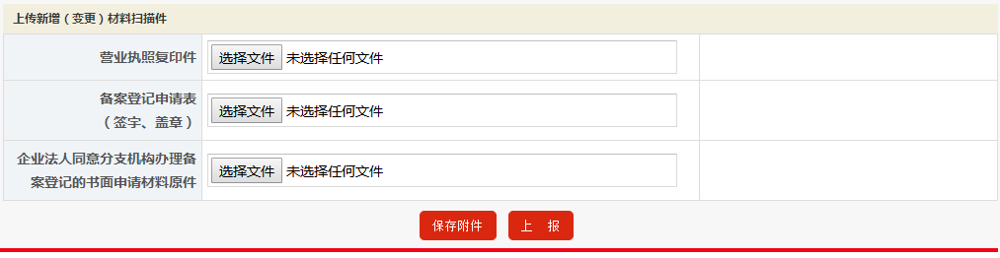 上传新增（变更）材料扫描件
营业执照复印件
选择文件 未选择任何文件
备案登记申请表
（签字、盖章）
选择文件 未选择任何文件
企业法人同意分支机构办理备
案登记的书面申请材料原件
选择文件 未选择任何文件
保存附件 上 报